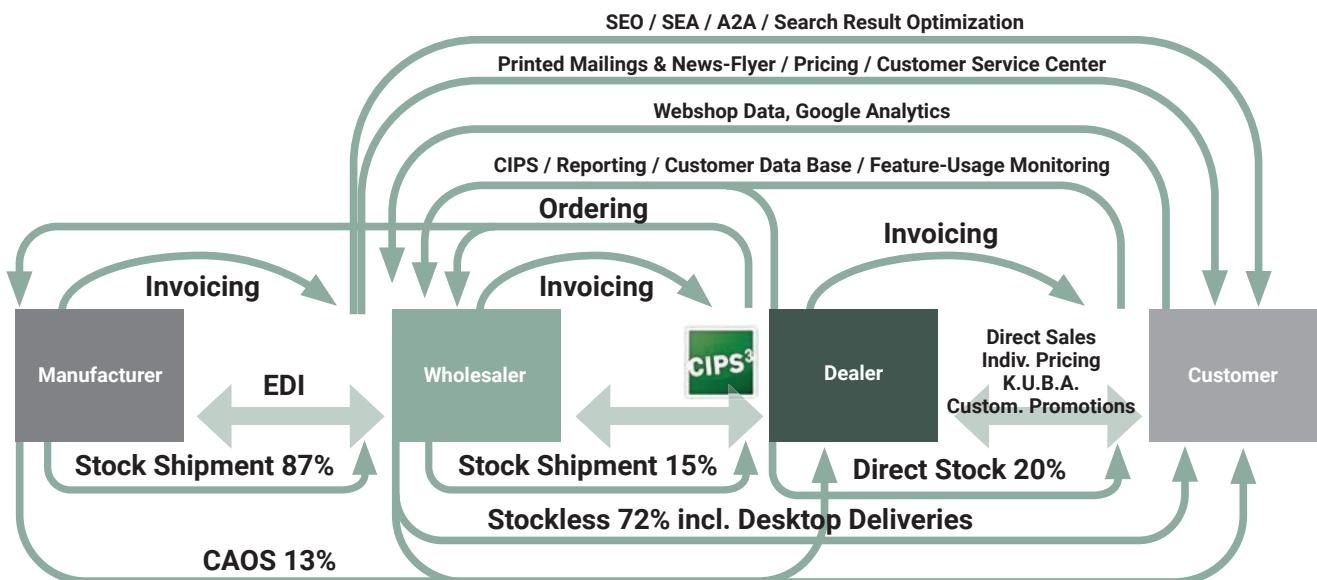 SEO / SEA / A2A / Search Result Optimization
Printed Mailings & News-Flyer / Pricing / Customer Service Center
Webshop Data, Google Analytics
CIPS / Reporting / Customer Data Base / Feature-Usage Monitoring
Ordering
Invoicing
Invoicing
Invoicing
Manufacturer
EDI
Wholesaler
CIPS³
Dealer
Direct Sales
Indiv. Pricing
K.U.B.A.
Custom. Promotions
Customer
Stock Shipment 87%
Stock Shipment 15%
Direct Stock 20%
Stockless 72% incl. Desktop Deliveries
CAOS 13%